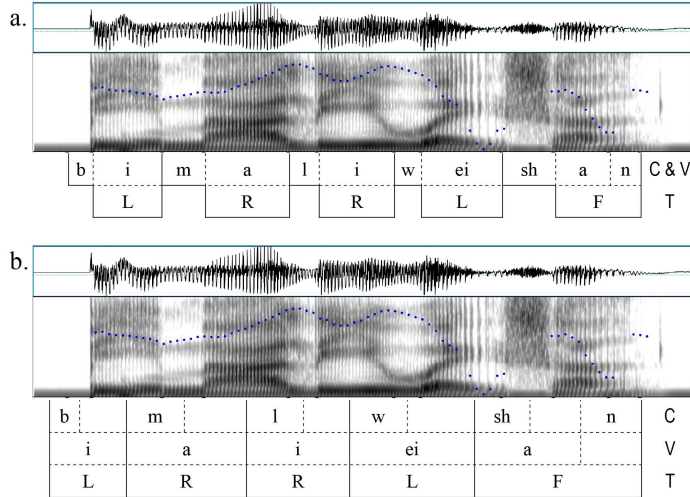 a.
b i m a l i w ei sh a n C & V
L R R L F T
b.
b m l w sh n C
i a i ei a V
L R R L F T